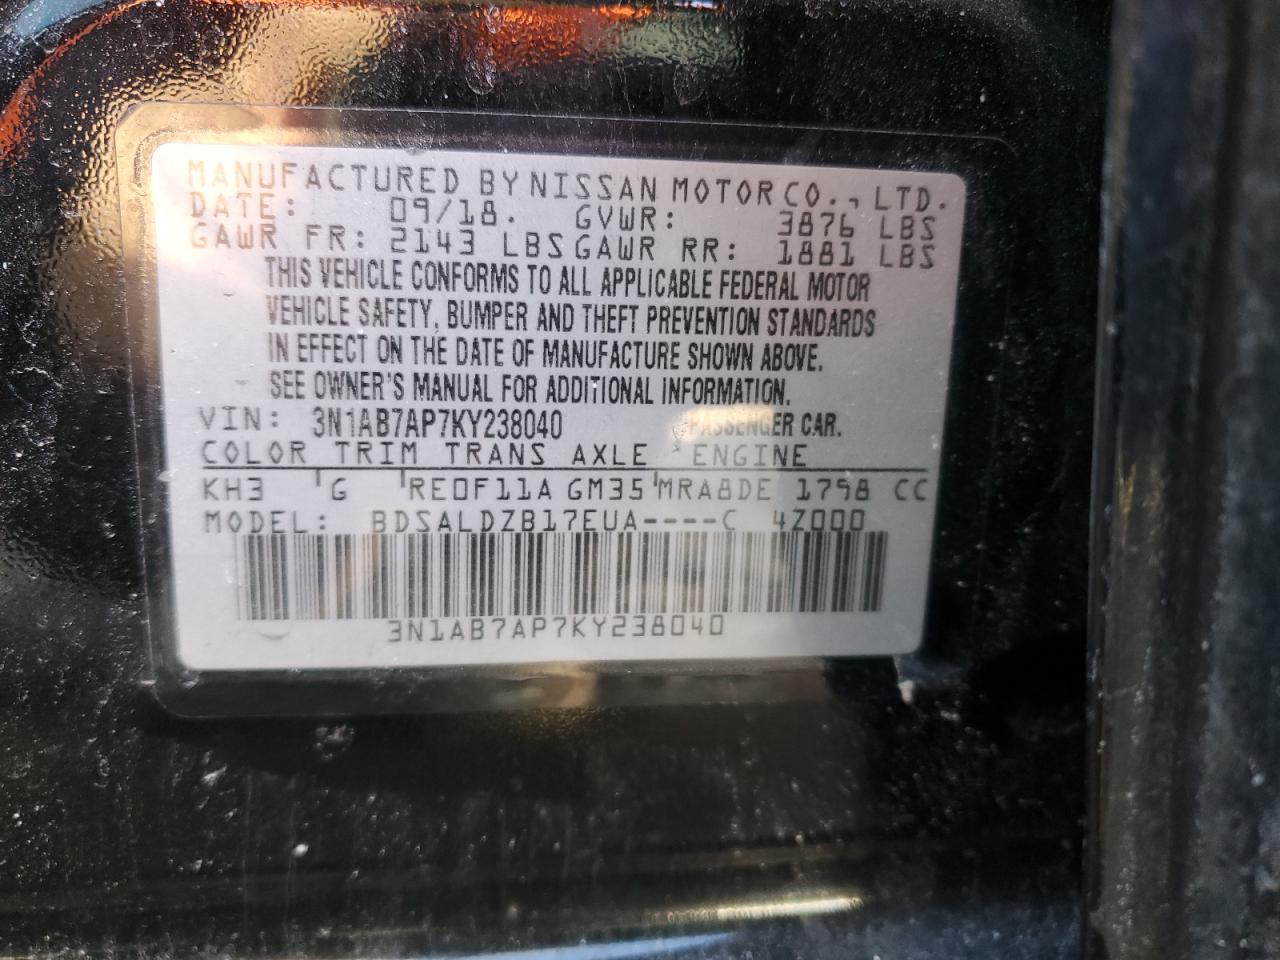 MANUFACTURED BY NISSAN MOTOR CO., LTD.
DATE: 09/18. GVWR: 3876 LBS
GAWR FR: 2143 LBS GAWR RR: 1881 LBS
THIS VEHICLE CONFORMS TO ALL APPLICABLE FEDERAL MOTOR
VEHICLE SAFETY, BUMPER AND THEFT PREVENTION STANDARDS
IN EFFECT ON THE DATE OF MANUFACTURE SHOWN ABOVE.
SEE OWNER'S MANUAL FOR ADDITIONAL INFORMATION.
VIN: 3N1AB7AP7KY238040 PASSENGER CAR.
COLOR TRIM TRANS AXLE ENGINE
KH3 G RE0F11A GM35 MRA8DE 1798 CC
MODEL: BDSALDZB17EUA----C 4Z000
3N1AB7AP7KY238040